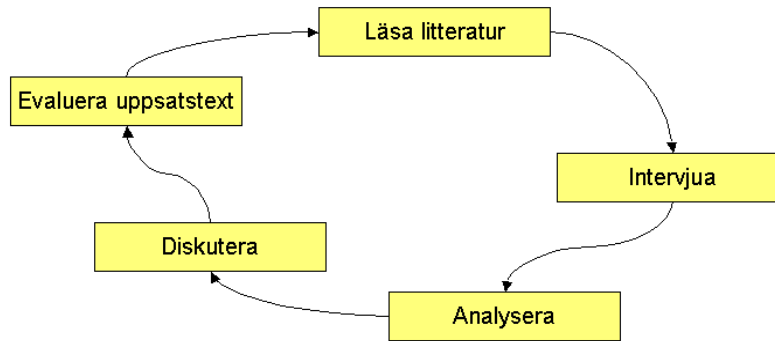 Läsa litteratur
Evaluera uppsatstext
Intervjua
Diskutera
Analysera